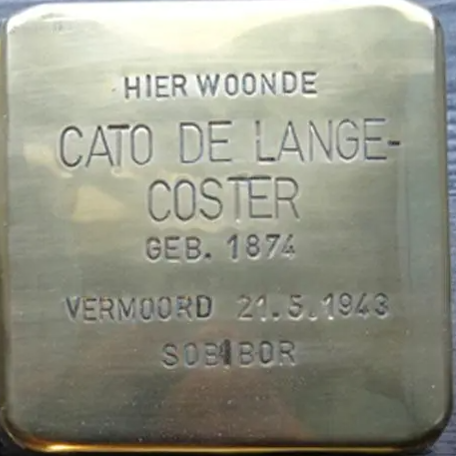 HIER WOONDE
CATO DE LANGE-
COSTER
GEB. 1874
VERMOORD 21.5.1943
SOBIBOR